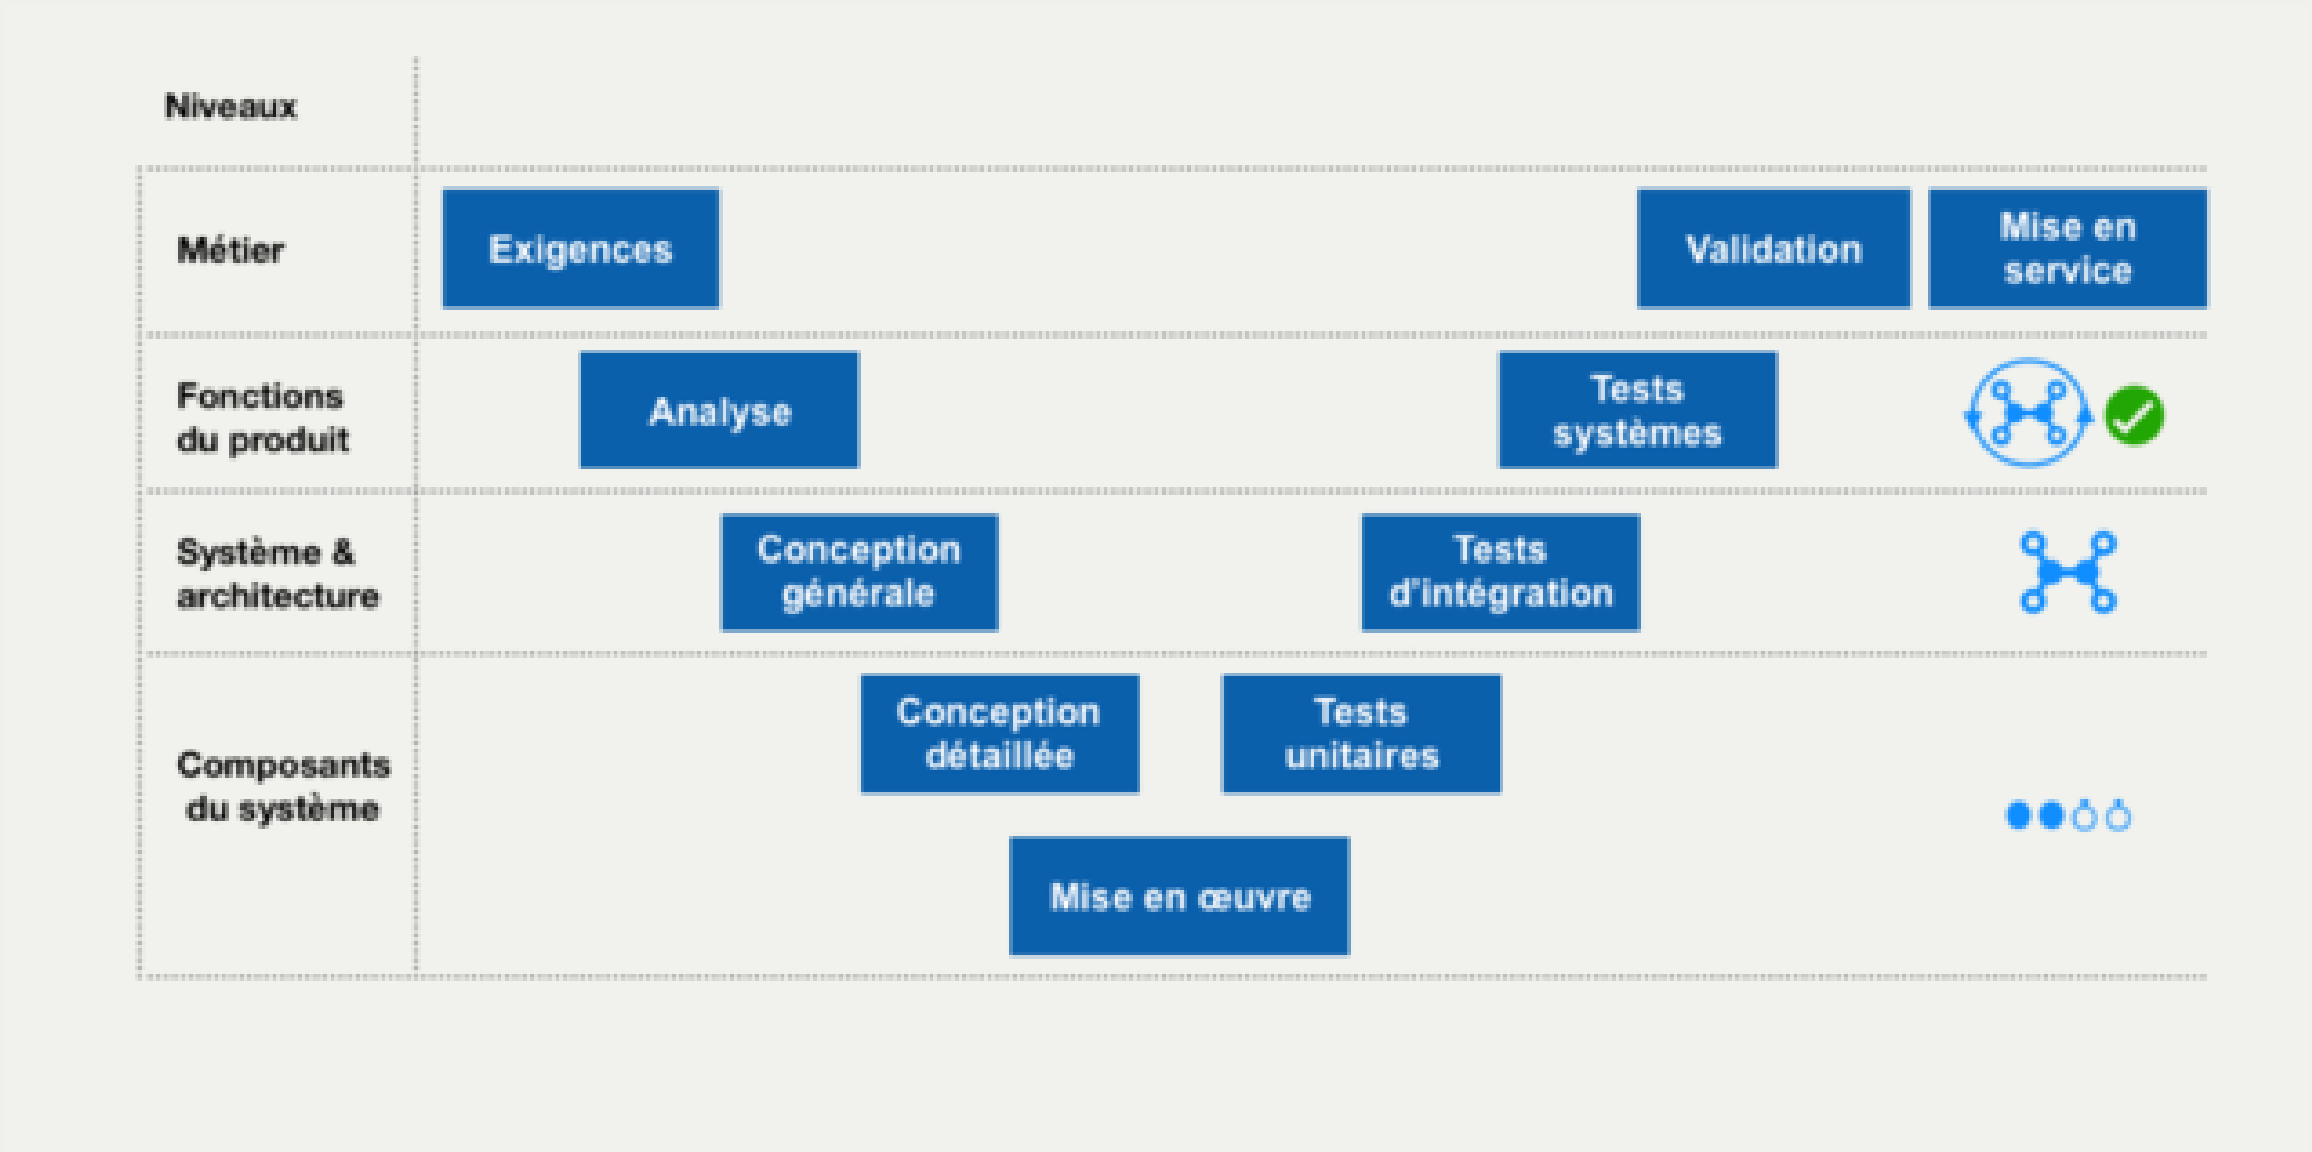 Niveaux
Métier
Exigences
Validation
Mise en
service
Fonctions
du produit
Analyse
Tests
systèmes
Système &
architecture
Conception
générale
Tests
d'intégration
Composants
du système
Conception
détaillée
Tests
unitaires
Mise en œuvre